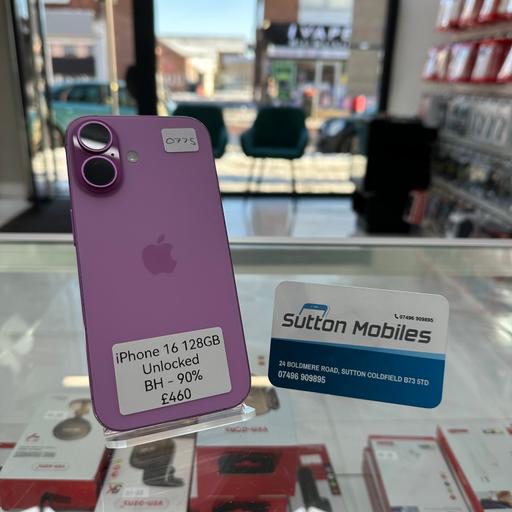 VAPE
0775
iPhone 16 128GB
Unlocked
BH - 90%
£460
07496 909895
Sutton Mobiles
24 BOLDMERE ROAD, SUTTON COLDFIELD B73 5TD
07496 909895